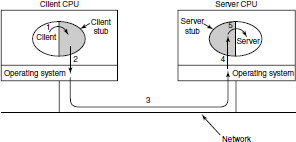 Client CPU
Server CPU
1
Client
stub
Client
2
Operating system
Server
stub
5
Server
4
Operating system
3
Network